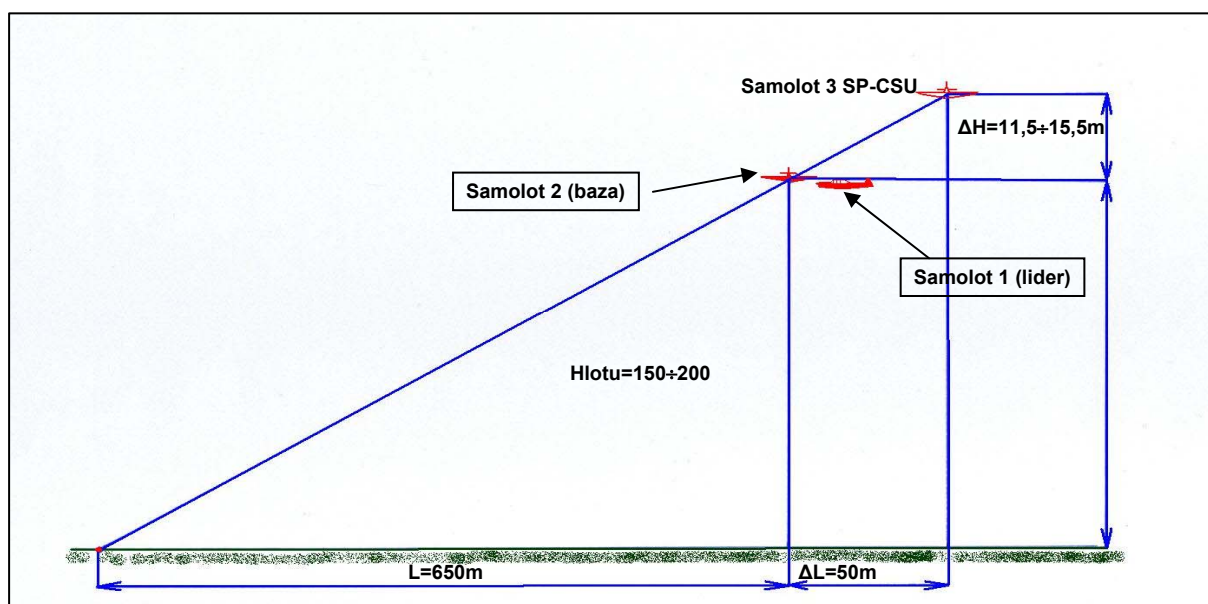 Samolot 3 SP-CSU
ΔH=11,5÷15,5m
Samolot 2 (baza)
Samolot 1 (lider)
Hlotu=150÷200
L=650m
ΔL=50m